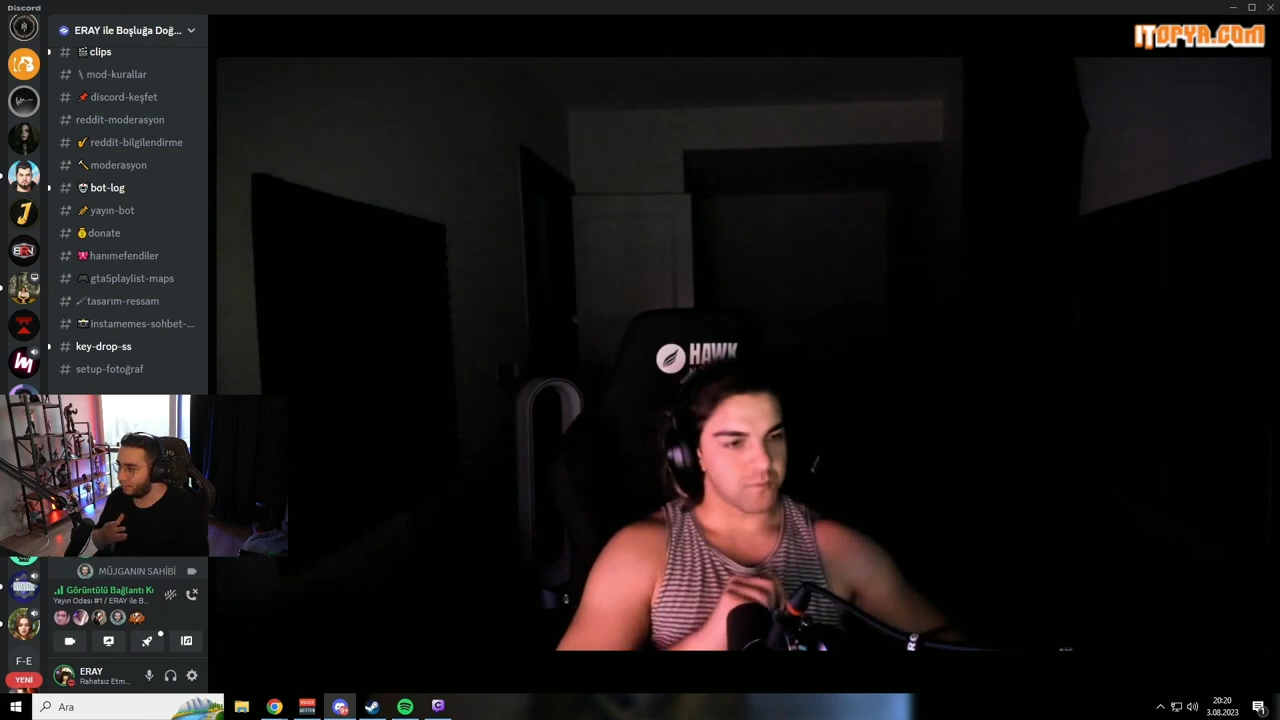 Discord
ERAY ile Boşluğa Doğ...
ITOPYA.COM
clips
mod-kurallar
discord-keşfet
reddit-moderasyon
reddit-bilgilendirme
moderasyon
bot-log
yayın-bot
donate
hanımefendiler
gta5playlist-maps
tasarım-ressam
instamemes-sohbet-...
key-drop-ss
setup-fotoğraf
HAWK
MÜJGANIN SAHİBİ
Görüntülü Bağlantı Kı
Yayın Odası #1 / ERAY ile B...
F-E
YENİ
ERAY
Rahatsız Etm...
Ara
20:20
3.08.2023